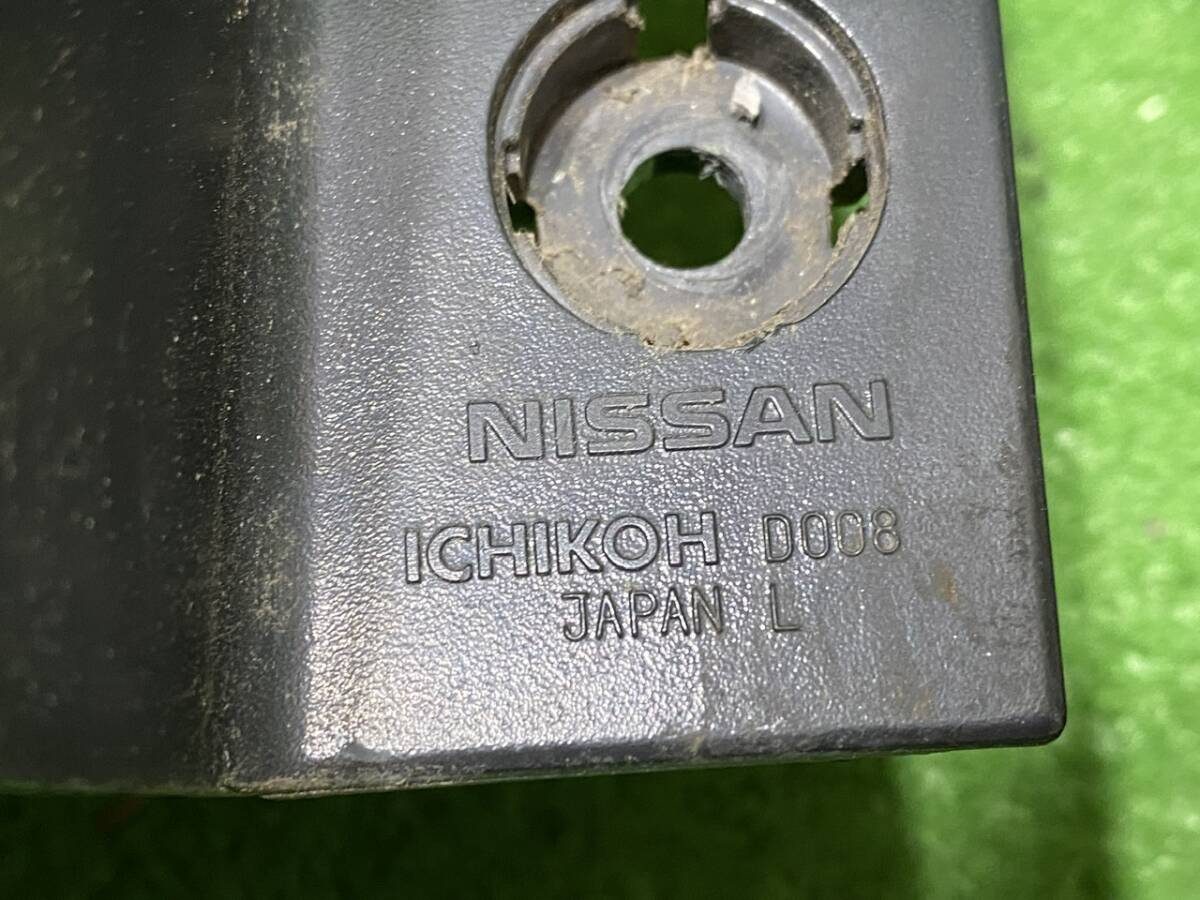 NISSAN
ICHIKOH D008
JAPAN L